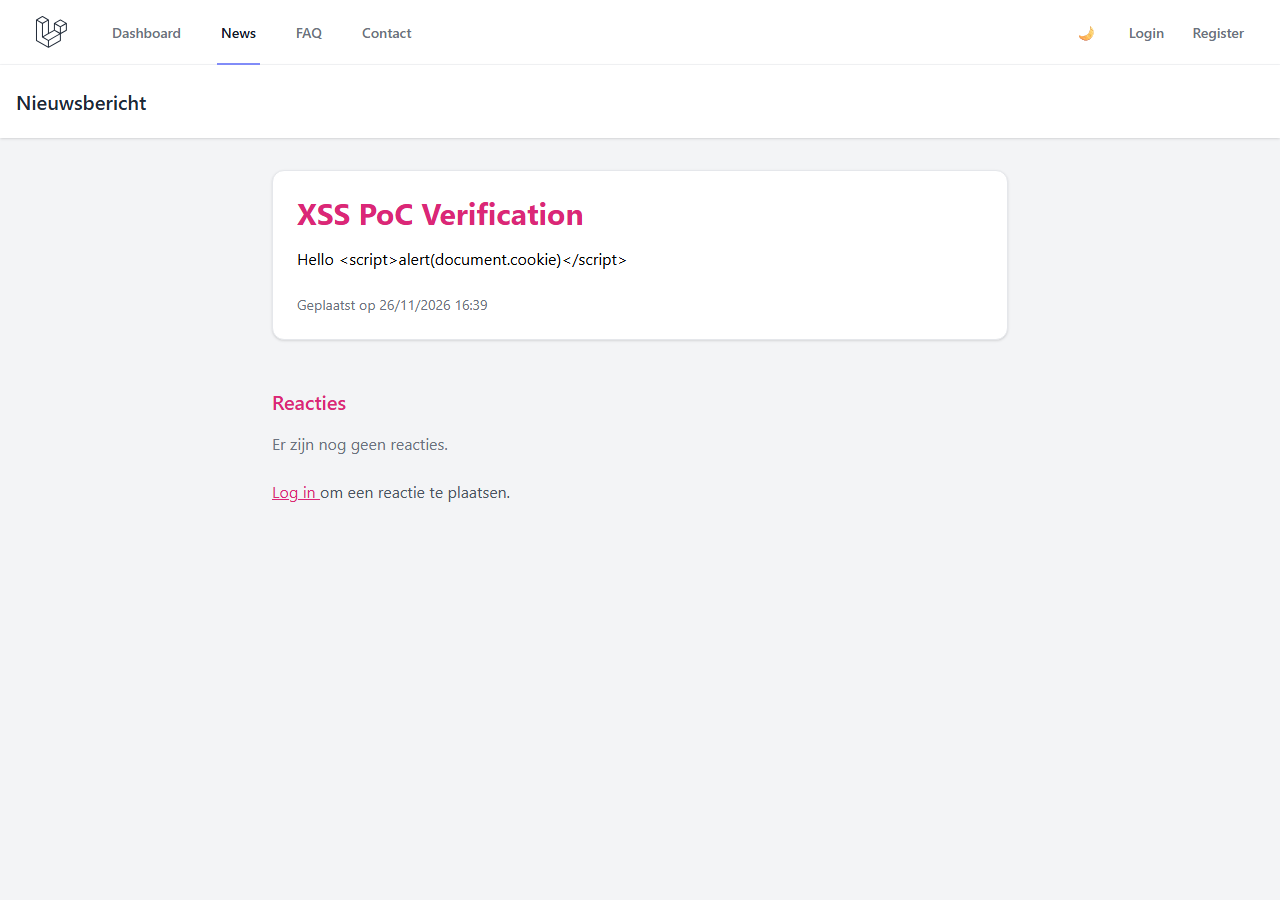 Dashboard News FAQ Contact Login Register
Nieuwsbericht
XSS PoC Verification
Hello <script>alert(document.cookie)</script>
Geplaatst op 26/11/2026 16:39
Reacties
Er zijn nog geen reacties.
Log in om een reactie te plaatsen.